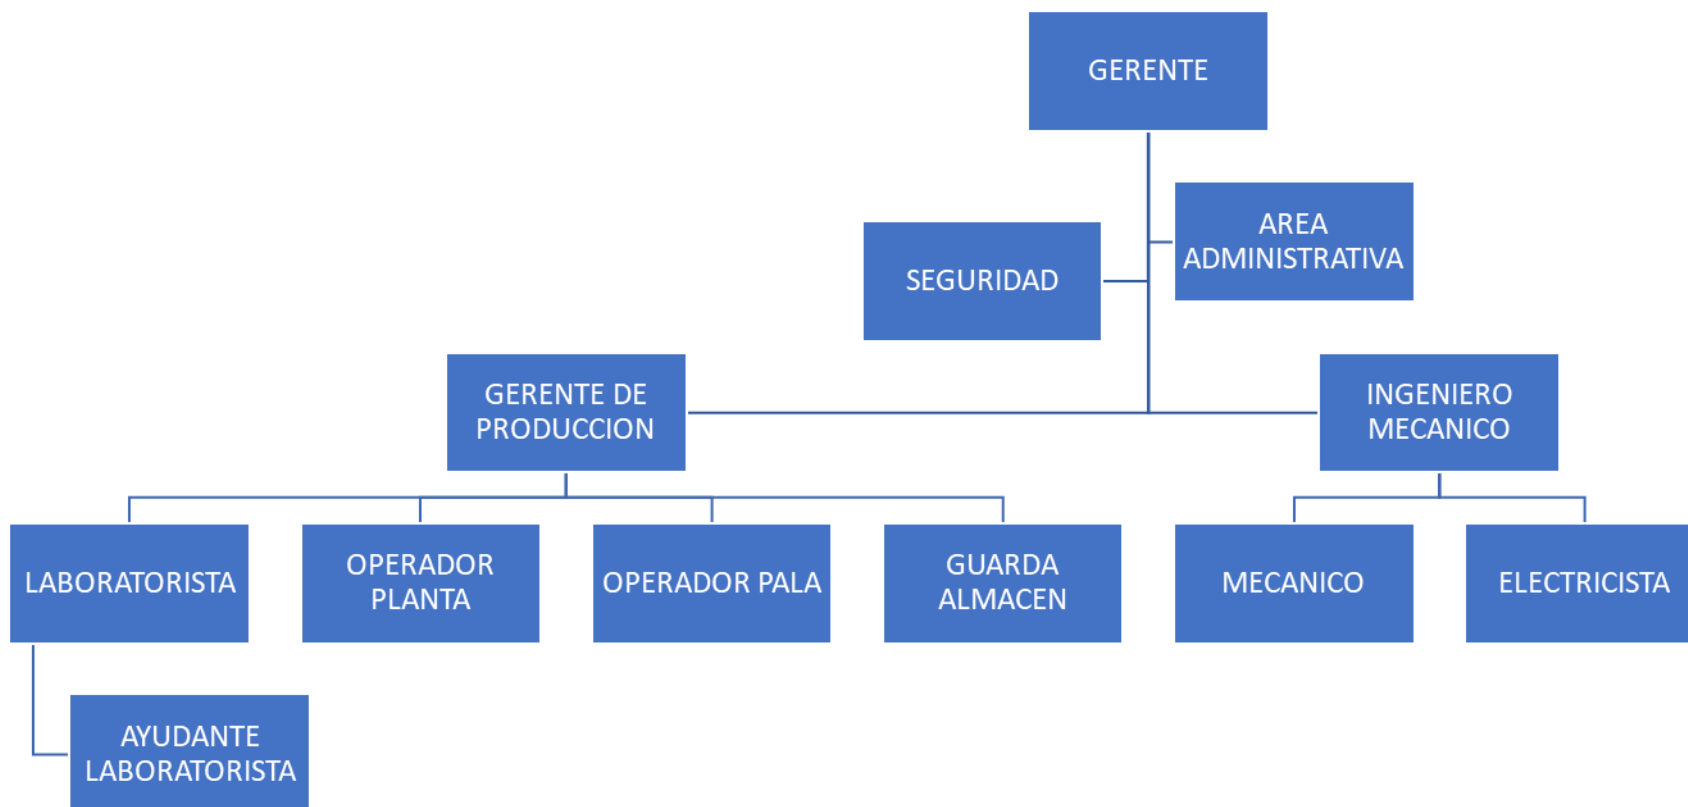 GERENTE
AREA
ADMINISTRATIVA
SEGURIDAD
GERENTE DE
PRODUCCION
INGENIERO
MECANICO
LABORATORISTA
OPERADOR
PLANTA
OPERADOR PALA
GUARDA
ALMACEN
MECANICO
ELECTRICISTA
AYUDANTE
LABORATORISTA